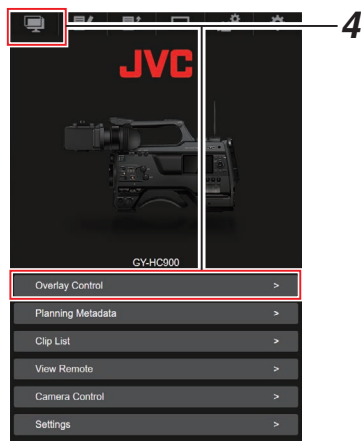 4
JVC
GY-HC900
Overlay Control >
Planning Metadata >
Clip List >
View Remote >
Camera Control >
Settings >